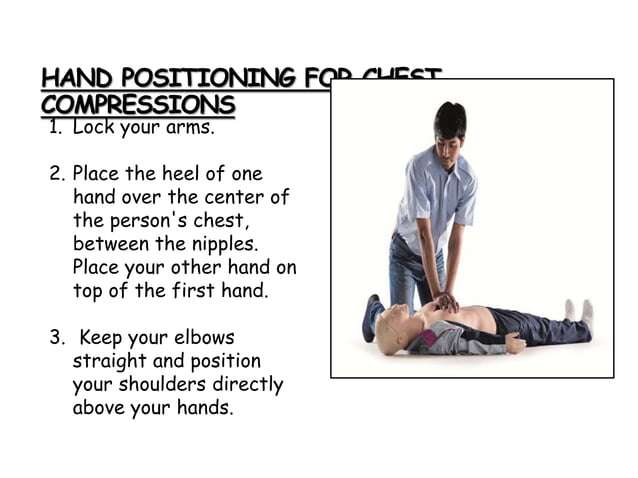 HAND POSITIONING FOR CHEST
COMPRESSIONS
1. Lock your arms.
2. Place the heel of one
hand over the center of
the person's chest,
between the nipples.
Place your other hand on
top of the first hand.
3. Keep your elbows
straight and position
your shoulders directly
above your hands.